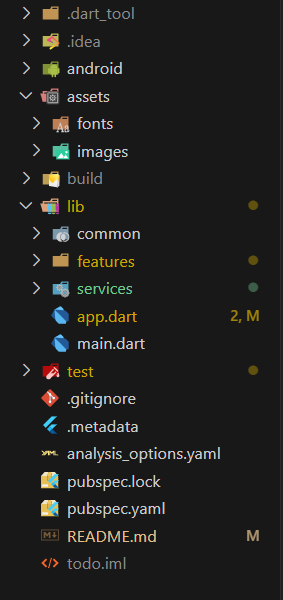 .dart_tool
.idea
android
assets
fonts
images
build
lib
common
features
services
app.dart 2, M
main.dart
test
.gitignore
.metadata
analysis_options.yaml
pubspec.lock
pubspec.yaml
README.md M
todo.iml